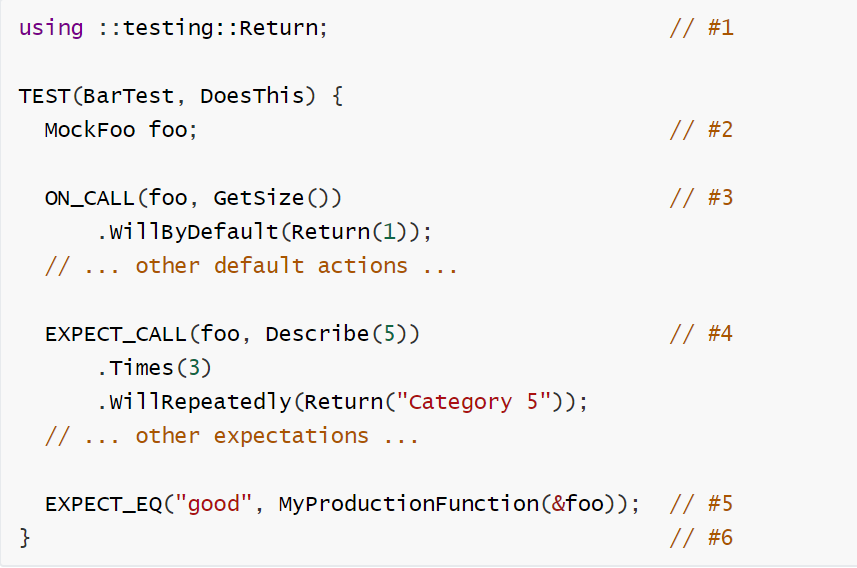 using ::testing::Return;                          // #1
TEST(BarTest, DoesThis) {
  MockFoo foo;                                    // #2
  ON_CALL(foo, GetSize())                         // #3
      .WillByDefault(Return(1));
  // ... other default actions ...
  EXPECT_CALL(foo, Describe(5))                   // #4
      .Times(3)
      .WillRepeatedly(Return("Category 5"));
  // ... other expectations ...
  EXPECT_EQ("good", MyProductionFunction(&foo));  // #5
}                                                 // #6